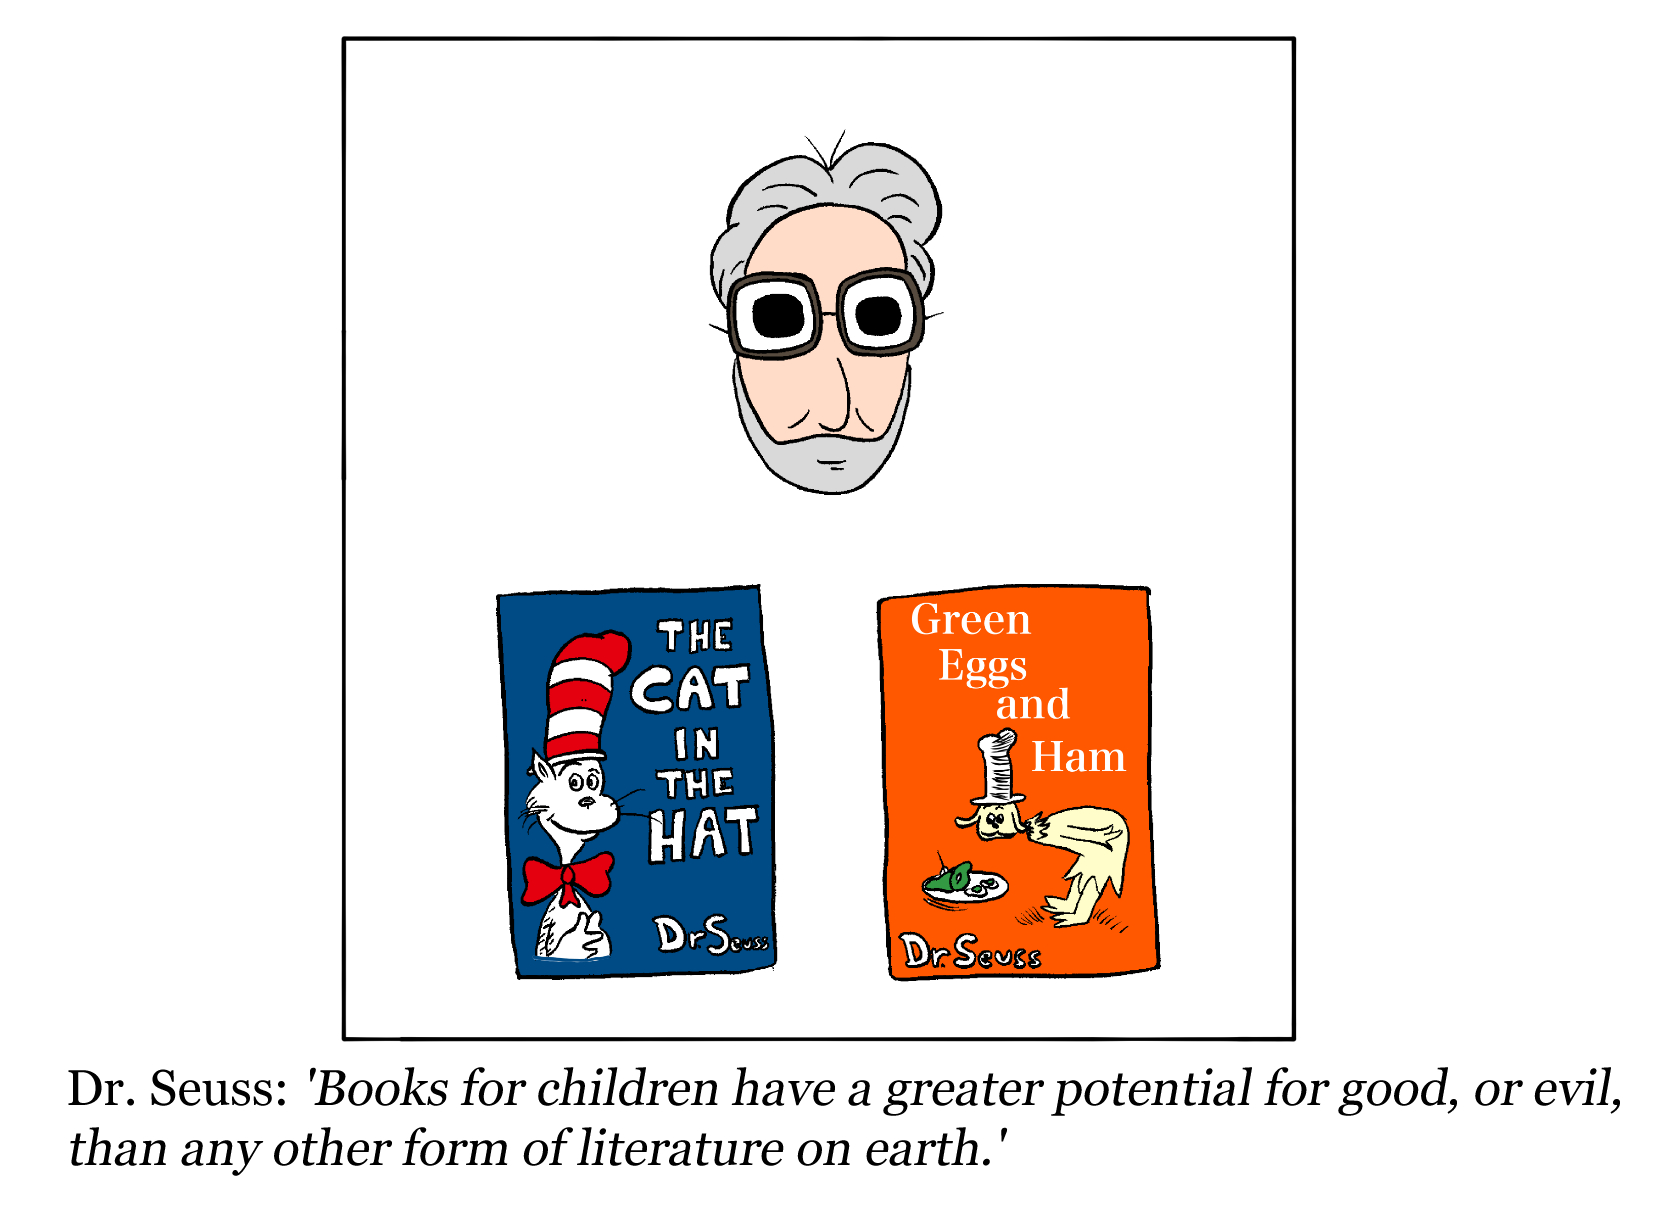 THE
CAT
IN
THE
HAT
Dr. Seuss
Green
Eggs
and
Ham
Dr. Seuss
Dr. Seuss: 'Books for children have a greater potential for good, or evil,
than any other form of literature on earth.'